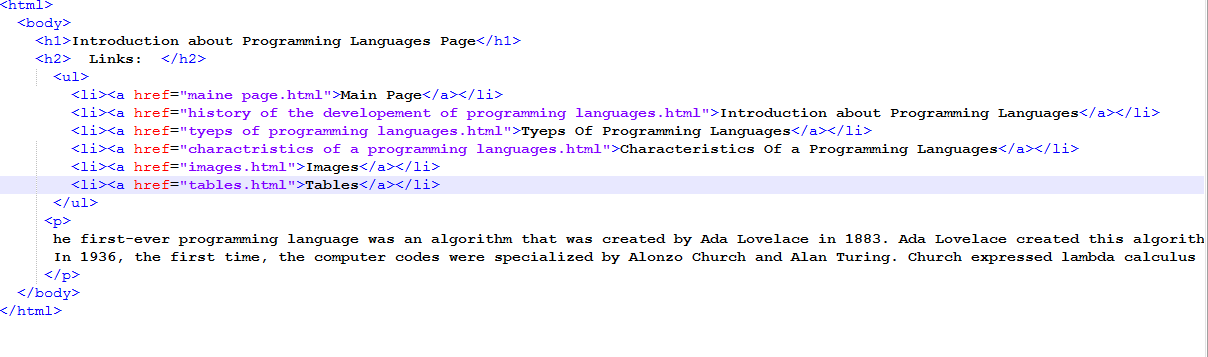 <html>
<body>
<h1>Introduction about Programming Languages Page</h1>
<h2>  Links:  </h2>
<ul>
<li><a href="maine page.html">Main Page</a></li>
<li><a href="history of the developement of programming languages.html">Introduction about Programming Languages</a></li>
<li><a href="tyeps of programming languages.html">Tyeps Of Programming Languages</a></li>
<li><a href="charactristics of a programming languages.html">Characteristics Of a Programming Languages</a></li>
<li><a href="images.html">Images</a></li>
<li><a href="tables.html">Tables</a></li>
</ul>
<p>
he first-ever programming language was an algorithm that was created by Ada Lovelace in 1883. Ada Lovelace created this algorith
In 1936, the first time, the computer codes were specialized by Alonzo Church and Alan Turing. Church expressed lambda calculus
</p>
</body>
</html>